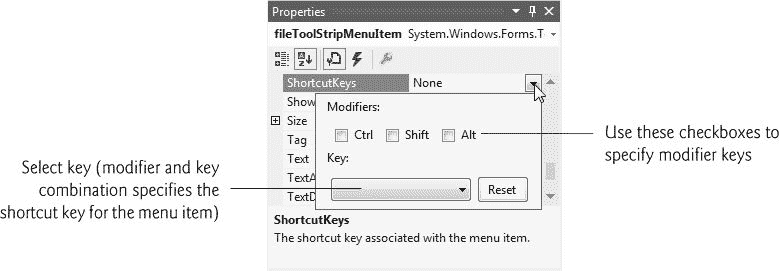 Properties
fileToolStripMenuItem System.Windows.Forms.T
ShortcutKeys None
Show
Modifiers:
Size
Ctrl Shift Alt
Tag
Text
Key:
TextA
TextD
Reset
ShortcutKeys
The shortcut key associated with the menu item.
Use these checkboxes to
specify modifier keys
Select key (modifier and key
combination specifies the
shortcut key for the menu item)